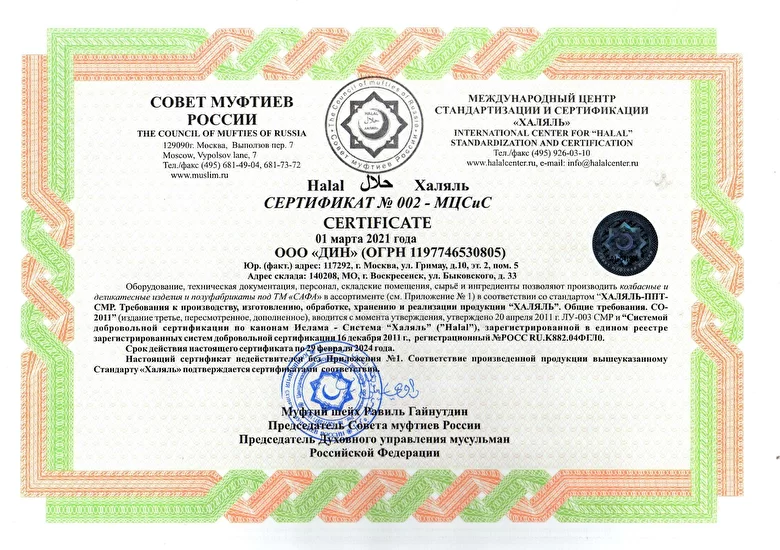 СОВЕТ МУФТИЕВ
РОССИИ
THE COUNCIL OF MUFTIES OF RUSSIA
129090г. Москва, Выползов пер. 7
Moscow, Vypolsov lane, 7
Тел./факс (495) 681-49-04, 681-73-72
www.muslim.ru
The Council of mufties of Russia
HALAL
حلال
ХАЛЯЛЬ
Совет муфтиев России
МЕЖДУНАРОДНЫЙ ЦЕНТР
СТАНДАРТИЗАЦИИ И СЕРТИФИКАЦИИ
«ХАЛЯЛЬ»
INTERNATIONAL CENTER FOR “HALAL”
STANDARDIZATION AND CERTIFICATION
Тел./факс (495) 926-03-10
www.halalcenter.ru, e-mail: info@halalcenter.ru
Halal حلال Халяль
СЕРТИФИКАТ № 002 - МЦСиС
CERTIFICATE
01 марта 2021 года
ООО «ДИН» (ОГРН 1197746530805)
Юр. (факт.) адрес: 117292, г. Москва, ул. Гримау, д.10, эт. 2, пом. 5
Адрес склада: 140208, МО, г. Воскресенск, ул. Быковского, д. 33
Оборудование, техническая документация, персонал, складские помещения, сырьё и ингредиенты позволяют производить колбасные и
деликатесные изделия и полуфабрикаты под ТМ «САФА» в ассортименте (см. Приложение № 1) в соответствии со стандартом “ХАЛЯЛЬ-ППТ-
СМР. Требования к производству, изготовлению, обработке, хранению и реализации продукции “ХАЛЯЛЬ”. Общие требования. СО-
2011” (издание третье, пересмотренное, дополненное), вводится с момента утверждения, утверждено 20 апреля 2011 г. ЛУ-003 СМР и “Системой
добровольной сертификации по канонам Ислама - Система “Халяль” (”Halal”), зарегистрированной в едином реестре
зарегистрированных систем добровольной сертификации 16 декабря 2011 г., регистрационный №РОСС RU.К882.04ФГЛ0.
Срок действия настоящего сертификата по 29 февраля 2024 года.
Настоящий сертификат недействителен без Приложения №1. Соответствие произведенной продукции вышеуказанному
Стандарту «Халяль» подтверждается сертификатами соответствия.
Муфтий шейх Равиль Гайнутдин
Председатель Совета муфтиев России
Председатель Духовного управления мусульман
Российской Федерации